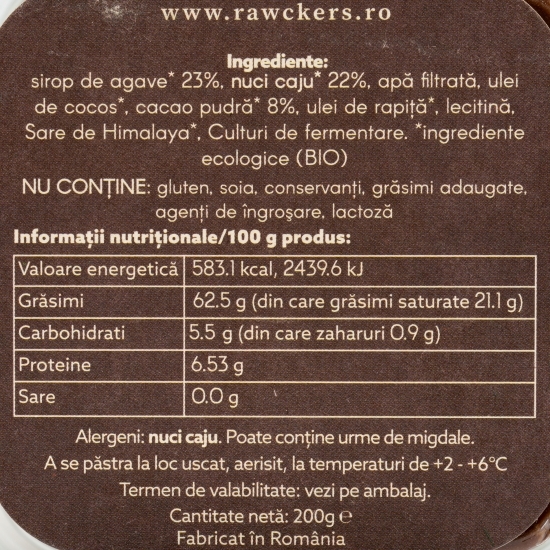 www.rawckers.ro
Ingrediente:
sirop de agave* 23%, nuci caju* 22%, apă filtrată, ulei
de cocos*, cacao pudră* 8%, ulei de rapiță*, lecitină,
Sare de Himalaya*, Culturi de fermentare. *ingrediente
ecologice (BIO)
NU CONȚINE: gluten, soia, conservanți, grăsimi adaugate,
agenți de îngroșare, lactoză
Informații nutriționale/100 g produs:
Valoare energetică 583.1 kcal, 2439.6 kJ
Grăsimi 62.5 g (din care grăsimi saturate 21.1 g)
Carbohidrati 5.5 g (din care zaharuri 0.9 g)
Proteine 6.53 g
Sare 0.0 g
Alergeni: nuci caju. Poate conține urme de migdale.
A se păstra la loc uscat, aerisit, la temperaturi de +2 - +6°C
Termen de valabilitate: vezi pe ambalaj.
Cantitate netă: 200g ℮
Fabricat în România